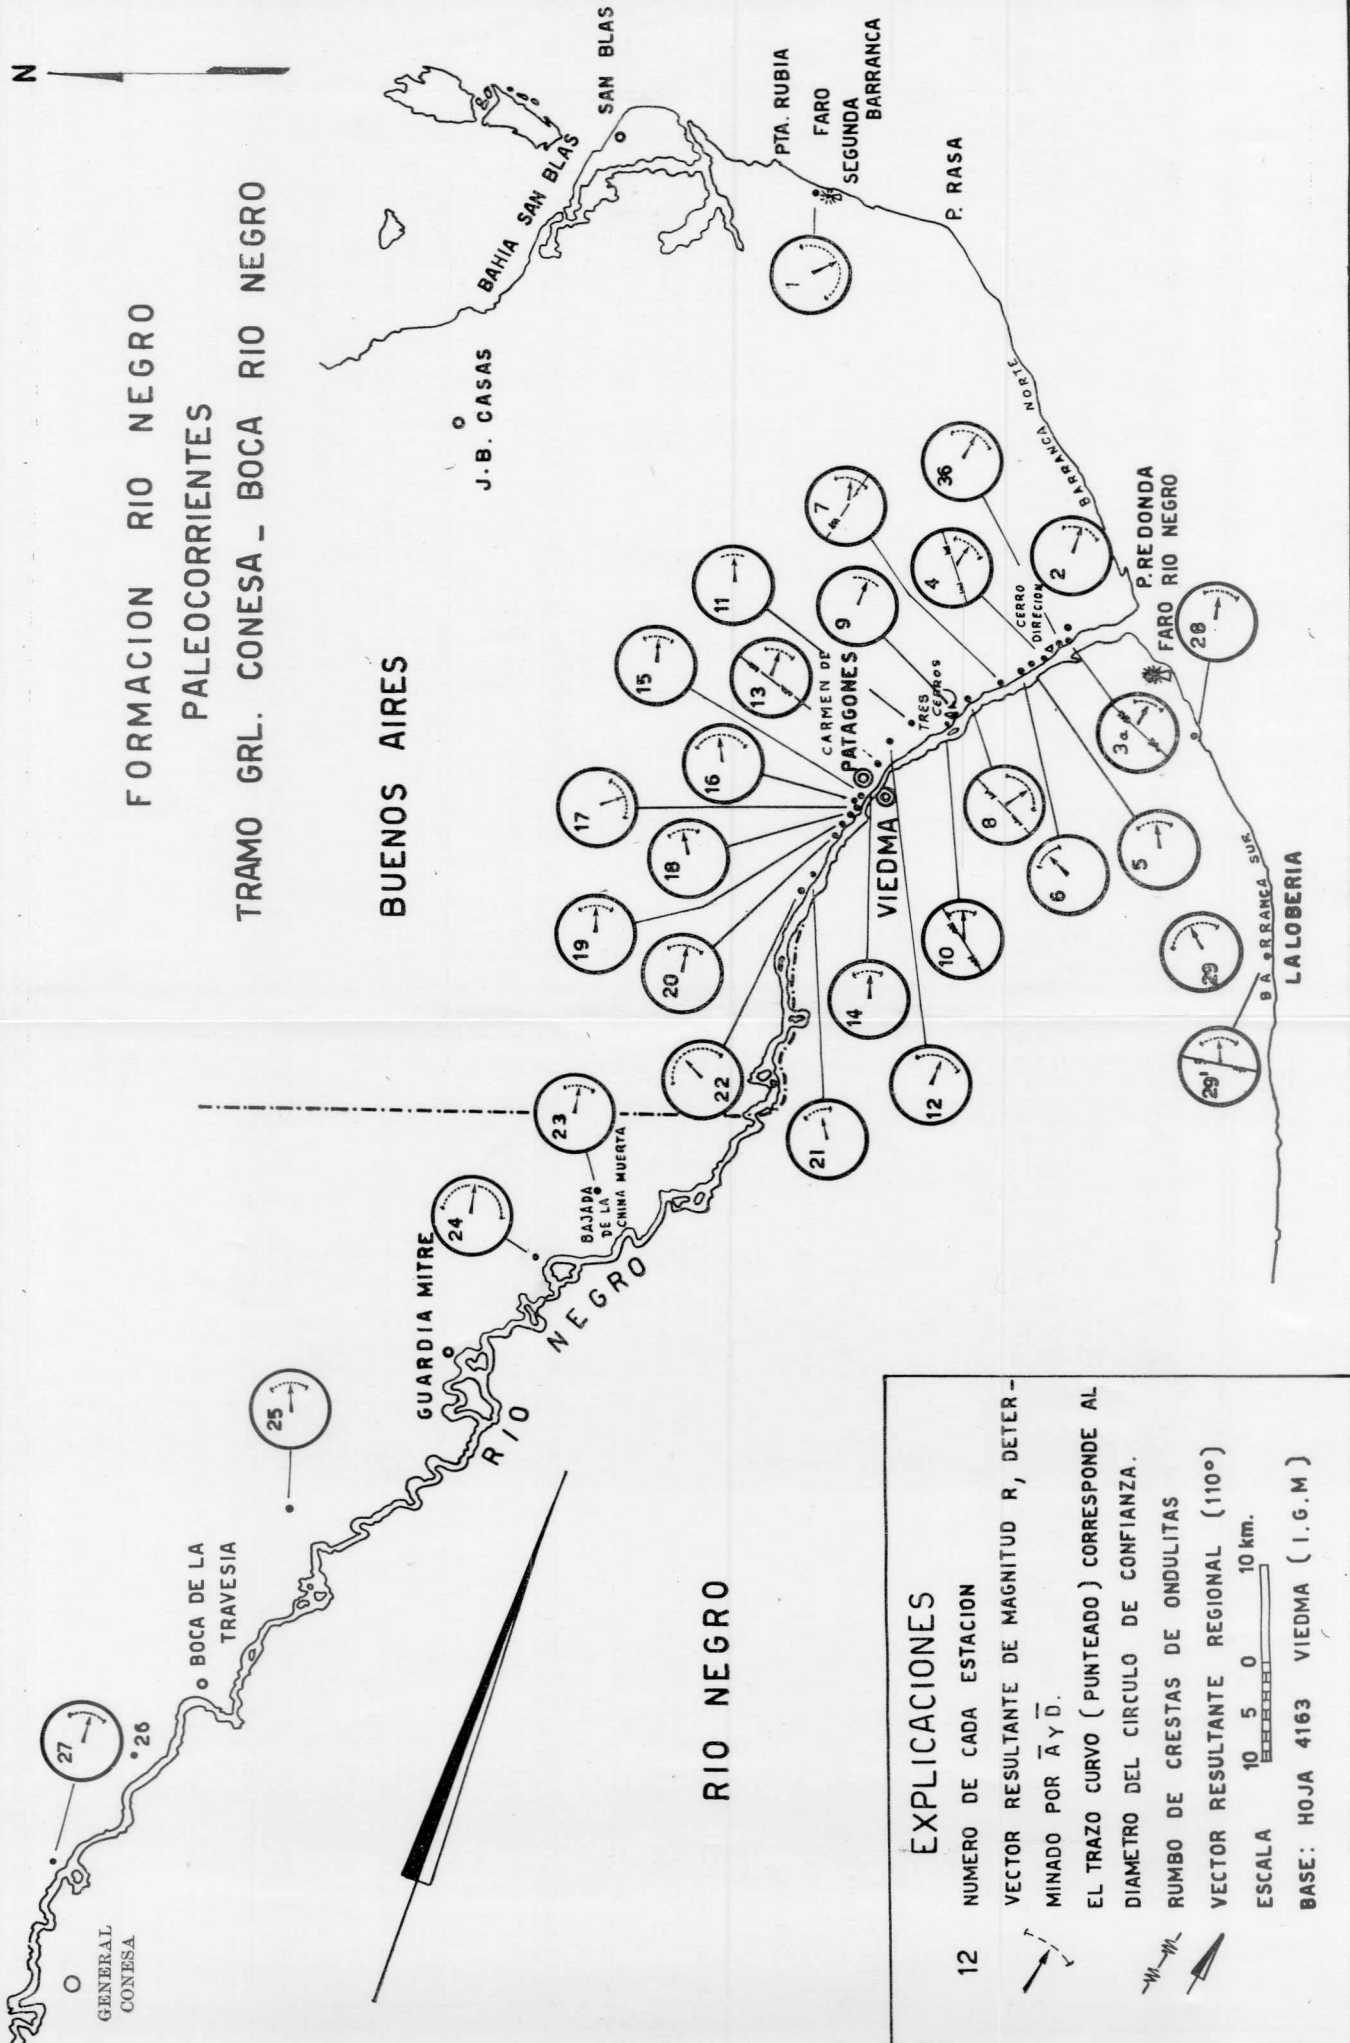 N
FORMACION RIO NEGRO
PALEOCORRIENTES
TRAMO GRL. CONESA_ BOCA RIO NEGRO
BUENOS AIRES
J.B. CASAS
BAHIA SAN BLAS
SAN BLAS
PTA. RUBIA
FARO
SEGUNDA
BARRANCA
P. RASA
BARRANCA NORTE
P. REDONDA
FARO RIO NEGRO
CERRO
DIRECION
TRES
CERROS
CARMEN DE
PATAGONES
VIEDMA
BARRANCA SUR
LA LOBERIA
GENERAL
CONESA
BOCA DE LA
TRAVESIA
GUARDIA MITRE
BAJADA
DE LA
CHINA MUERTA
RIO NEGRO
RIO NEGRO
27
26
25
24
23
22
21
20
19
18
17
16
15
14
13
12
11
10
9
8
7
6
5
4
36
3a
2
1
28
29
29'
EXPLICACIONES
12 NUMERO DE CADA ESTACION
VECTOR RESULTANTE DE MAGNITUD R, DETER-
MINADO POR A̅ Y D̅.
EL TRAZO CURVO (PUNTEADO) CORRESPONDE AL
DIAMETRO DEL CIRCULO DE CONFIANZA.
RUMBO DE CRESTAS DE ONDULITAS
VECTOR RESULTANTE REGIONAL (110°)
ESCALA 10 5 0 10 km.
BASE: HOJA 4163 VIEDMA (I.G.M)